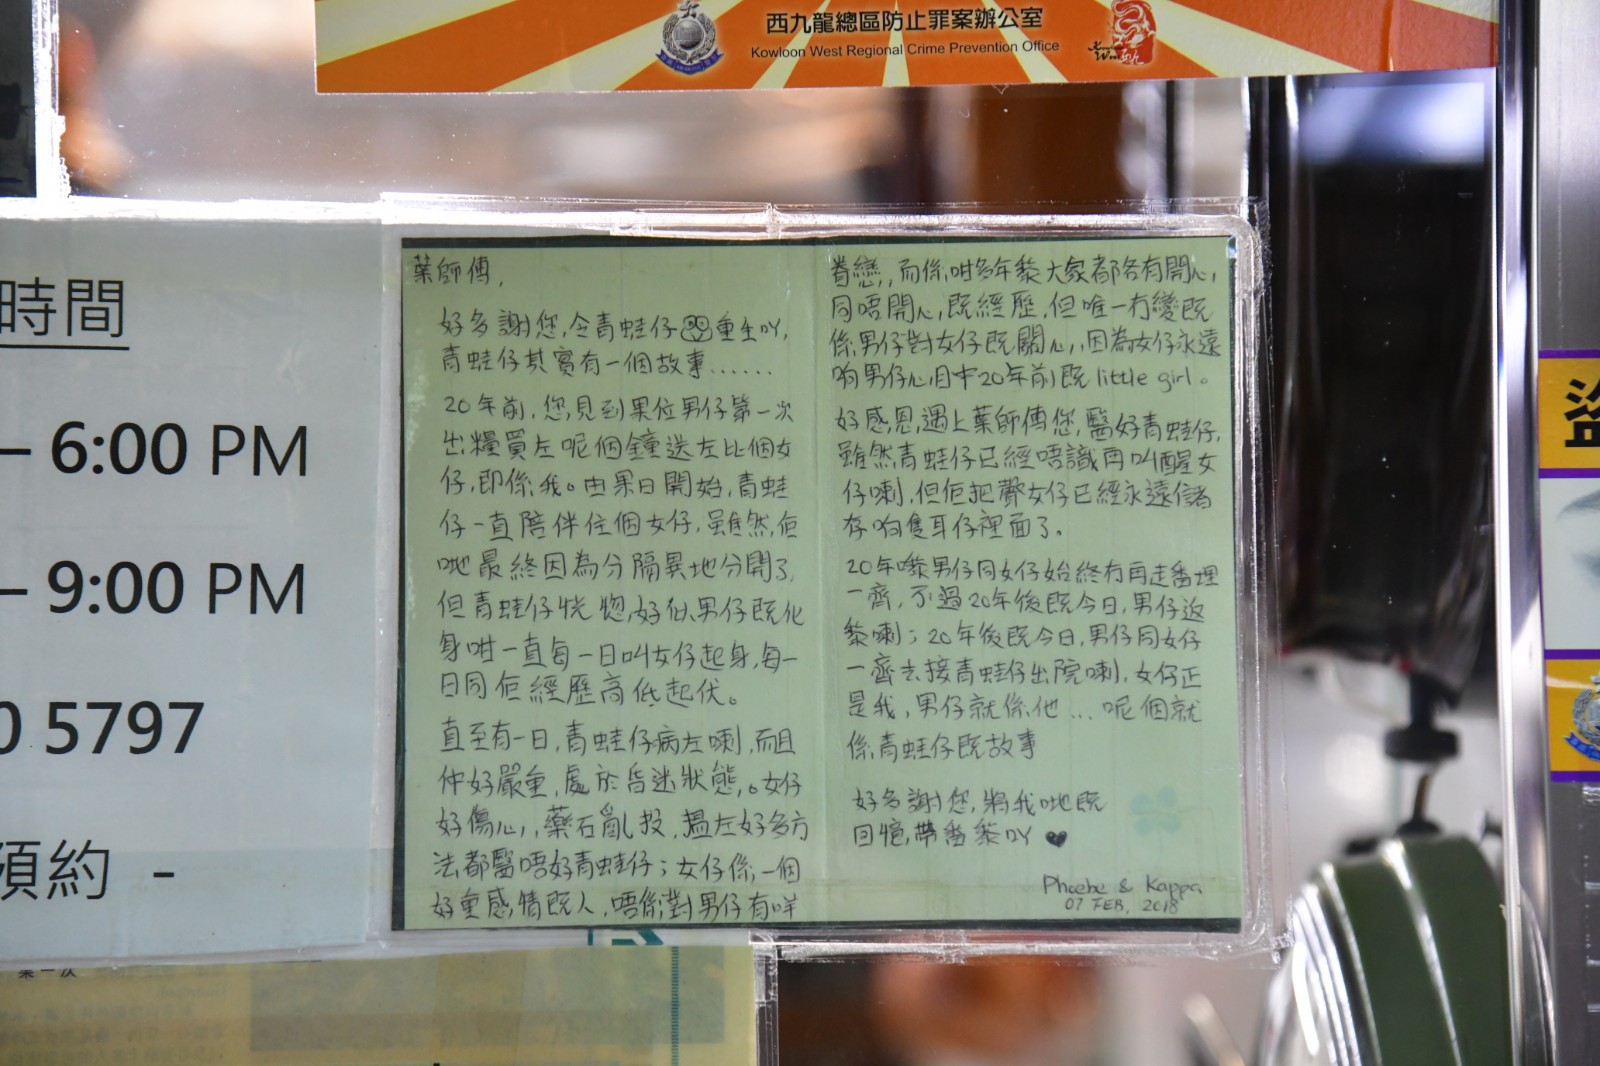 西九龍總區防止罪案辦公室
Kowloon West Regional Crime Prevention Office
時間
– 6:00 PM
– 9:00 PM
0 5797
預約 -
葉師傅,
好多謝您,令青蛙仔重生吖,
青蛙仔其實有一個故事......
20年前,您見到果位男仔第一次
出糧買左呢個鐘送左比個女
仔,即係我。由果日開始,青蛙
仔一直陪伴住個女仔,雖然,佢
哋最終因為分隔異地分開了,
但青蛙仔恍惚,好似男仔既化
身咁一直每一日叫女仔起身,每一
日同佢經歷高低起伏。
直至有一日,青蛙仔病左喇,而且
仲好嚴重,處於昏迷狀態,。女仔
好傷心,藥石亂投,搵左好多方
法都醫唔好青蛙仔;女仔係一個
好重感情既人,唔係對男仔有咩
眷戀,,而係咁多年黎大家都各有開心,
同唔開心,既經歷,但唯一冇變既
係男仔對女仔既關心,因為女仔永遠
响男仔心目中20年前既little girl。
好感恩,遇上葉師傅您,醫好青蛙仔,
雖然青蛙仔已經唔識再叫醒女
仔喇,但佢把聲女仔已經永遠儲
存响隻耳仔裡面了。
20年嚟男仔同女仔始終冇再走番埋
一齊,不過20年後既今日,男仔返
黎喇;20年後既今日,男仔同女仔
一齊去接青蛙仔出院喇,女仔正
是我,男仔就係他...呢個就
係青蛙仔既故事
好多謝您,將我哋既
回憶,帶番黎吖
Phoebe & Kappa
07 FEB, 2018
盜
第一次